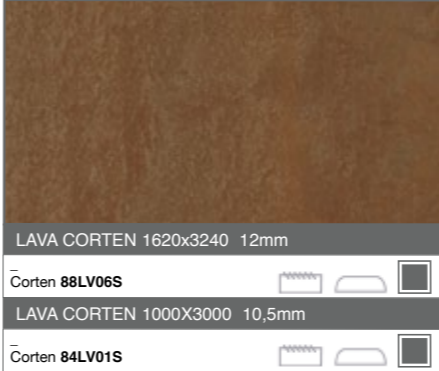 LAVA CORTEN 1620x3240 12mm
_
Corten 88LV06S
LAVA CORTEN 1000X3000 10,5mm
_
Corten 84LV01S